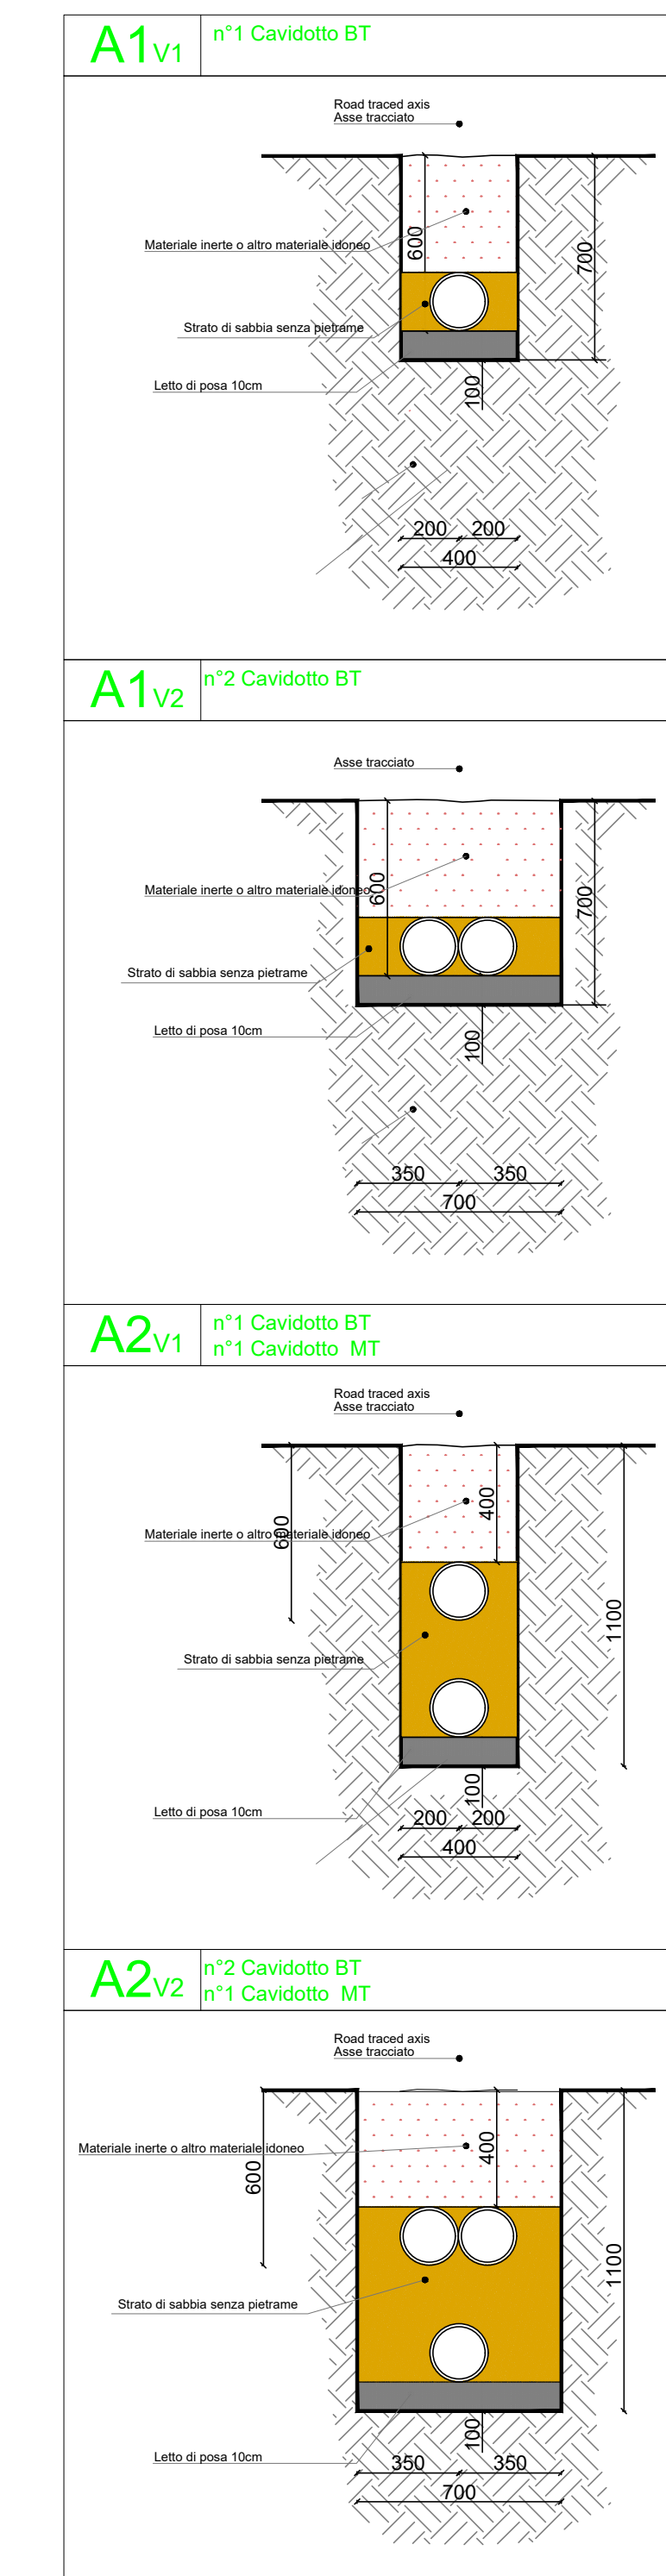 A1V1
n°1 Cavidotto BT
Road traced axis
Asse tracciato
Materiale inerte o altro materiale idoneo
600
700
Strato di sabbia senza pietrame
Letto di posa 10cm
100
200 200
400
A1V2
n°2 Cavidotto BT
Asse tracciato
Materiale inerte o altro materiale idoneo
600
700
Strato di sabbia senza pietrame
Letto di posa 10cm
100
350 350
700
A2V1
n°1 Cavidotto BT
n°1 Cavidotto MT
Road traced axis
Asse tracciato
400
600
Materiale inerte o altro materiale idoneo
1100
Strato di sabbia senza pietrame
100
Letto di posa 10cm
200 200
400
A2V2
n°2 Cavidotto BT
n°1 Cavidotto MT
Road traced axis
Asse tracciato
Materiale inerte o altro materiale idoneo
400
600
1100
Strato di sabbia senza pietrame
100
Letto di posa 10cm
350 350
700